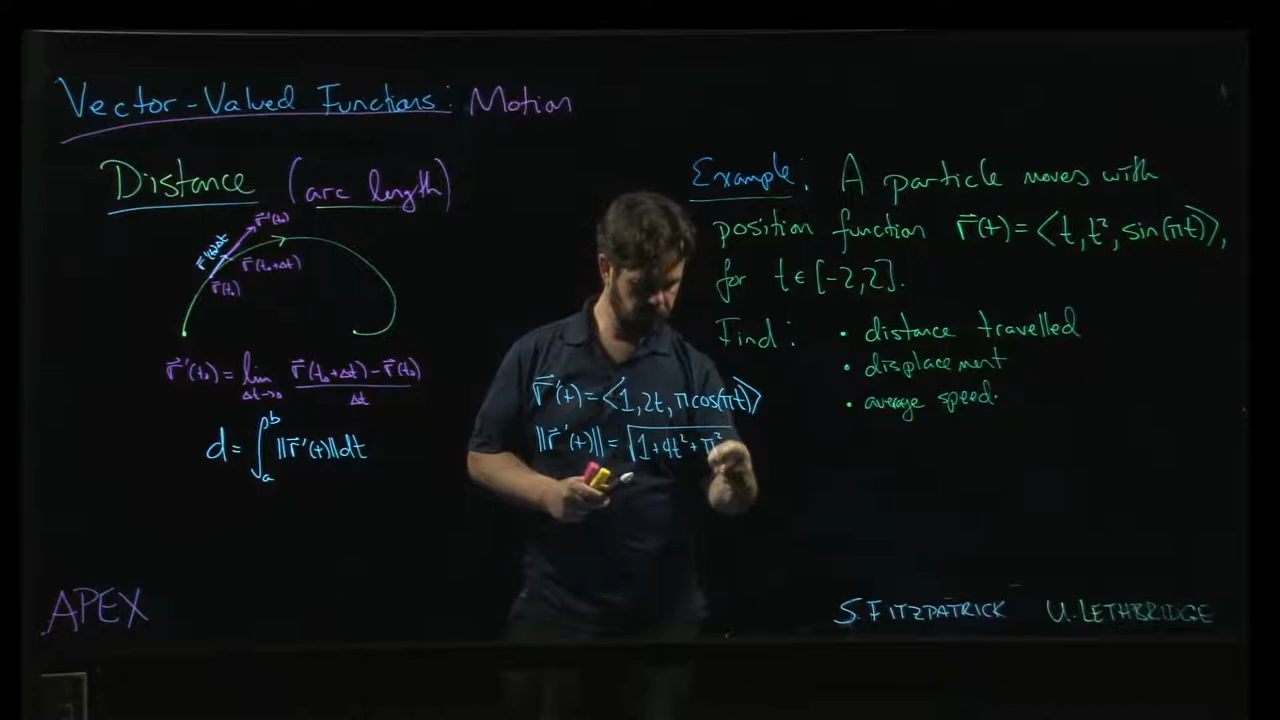 Vector-Valued Functions: Motion
Distance (arc length)
r⃗'(t₀)
r⃗'(t₀)Δt
r⃗(t₀+Δt)
r⃗(t₀)
r⃗'(t₀) = lim Δt→0 (r⃗(t₀+Δt) - r⃗(t₀)) / Δt
d = ∫ₐᵇ ||r⃗'(t)||dt
r⃗'(t) = ⟨1, 2t, πcos(πt)⟩
||r⃗'(t)|| = √(1+4t²+π²
Example: A particle moves with
position function r⃗(t) = ⟨t, t², sin(πt)⟩,
for t ∈ [-2,2].
Find: • distance travelled
• displacement
• average speed.
APEX
S. FITZPATRICK U. LETHBRIDGE